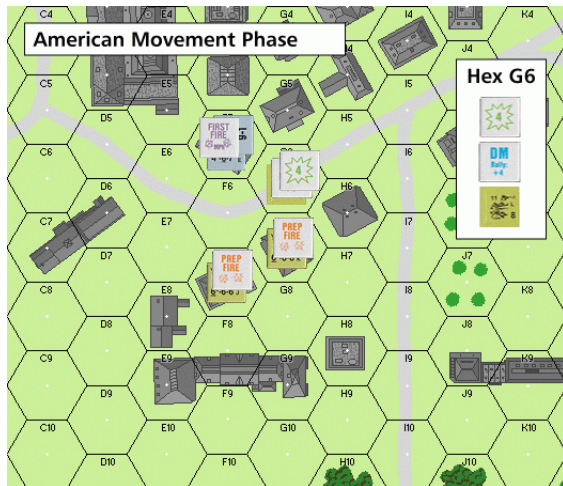 C4 E4 G4 I4 K4
American Movement Phase
J4
C5 E5 G5 I5
Hex G6
4
DM
Rally:
+4
11
8
D5 H5
FIRST
FIRE
C6 E6 I6
4
D6 F6 H6
C7 E7 I7
PREP
FIRE
D7 H7 J7
PREP
FIRE
C8 E8 G8 I8 K8
D8 F8 H8 J8
C9 E9 G9 I9 K9
D9 F9 H9 J9
C10 E10 G10 I10 K10
D10 F10 H10 J10